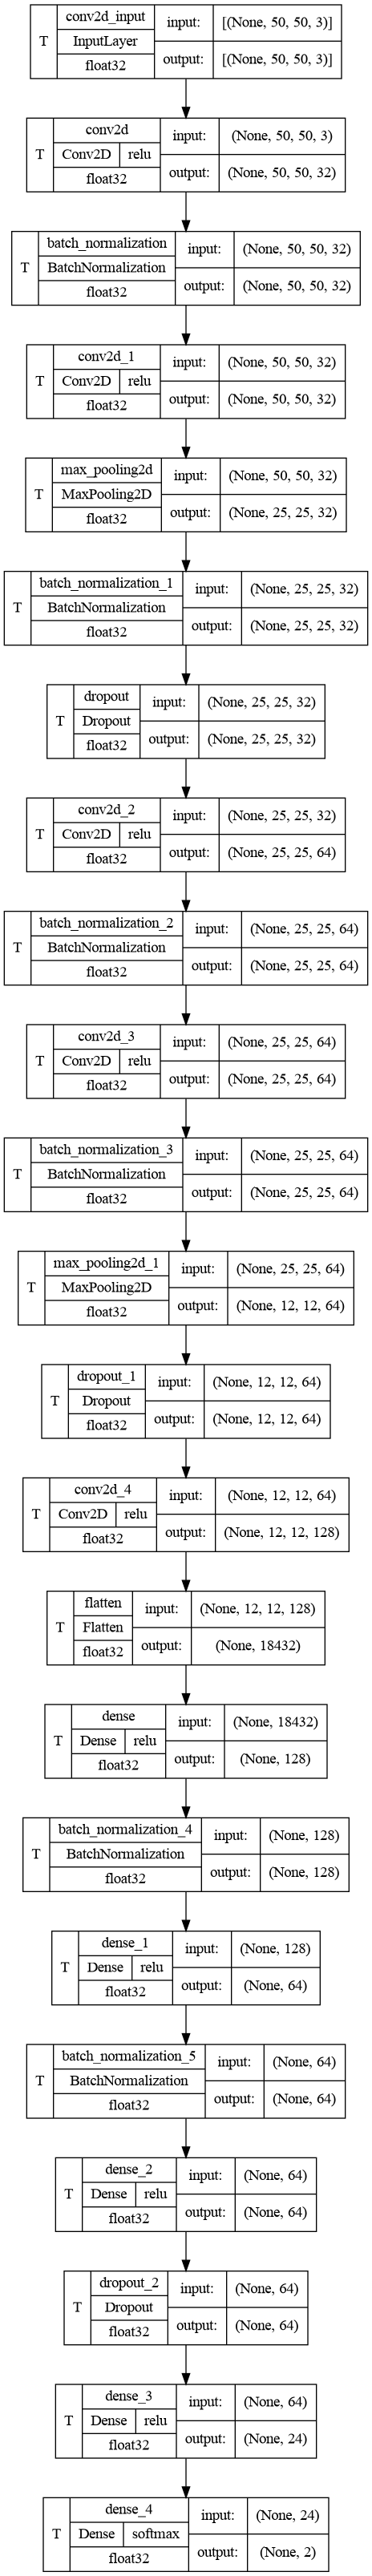 conv2d_input input: [(None, 50, 50, 3)]
T InputLayer
float32 output: [(None, 50, 50, 3)]
conv2d input: (None, 50, 50, 3)
T Conv2D relu
float32 output: (None, 50, 50, 32)
batch_normalization input: (None, 50, 50, 32)
T BatchNormalization
float32 output: (None, 50, 50, 32)
conv2d_1 input: (None, 50, 50, 32)
T Conv2D relu
float32 output: (None, 50, 50, 32)
max_pooling2d input: (None, 50, 50, 32)
T MaxPooling2D
float32 output: (None, 25, 25, 32)
batch_normalization_1 input: (None, 25, 25, 32)
T BatchNormalization
float32 output: (None, 25, 25, 32)
dropout input: (None, 25, 25, 32)
T Dropout
float32 output: (None, 25, 25, 32)
conv2d_2 input: (None, 25, 25, 32)
T Conv2D relu
float32 output: (None, 25, 25, 64)
batch_normalization_2 input: (None, 25, 25, 64)
T BatchNormalization
float32 output: (None, 25, 25, 64)
conv2d_3 input: (None, 25, 25, 64)
T Conv2D relu
float32 output: (None, 25, 25, 64)
batch_normalization_3 input: (None, 25, 25, 64)
T BatchNormalization
float32 output: (None, 25, 25, 64)
max_pooling2d_1 input: (None, 25, 25, 64)
T MaxPooling2D
float32 output: (None, 12, 12, 64)
dropout_1 input: (None, 12, 12, 64)
T Dropout
float32 output: (None, 12, 12, 64)
conv2d_4 input: (None, 12, 12, 64)
T Conv2D relu
float32 output: (None, 12, 12, 128)
flatten input: (None, 12, 12, 128)
T Flatten
float32 output: (None, 18432)
dense input: (None, 18432)
T Dense relu
float32 output: (None, 128)
batch_normalization_4 input: (None, 128)
T BatchNormalization
float32 output: (None, 128)
dense_1 input: (None, 128)
T Dense relu
float32 output: (None, 64)
batch_normalization_5 input: (None, 64)
T BatchNormalization
float32 output: (None, 64)
dense_2 input: (None, 64)
T Dense relu
float32 output: (None, 64)
dropout_2 input: (None, 64)
T Dropout
float32 output: (None, 64)
dense_3 input: (None, 64)
T Dense relu
float32 output: (None, 24)
dense_4 input: (None, 24)
T Dense softmax
float32 output: (None, 2)